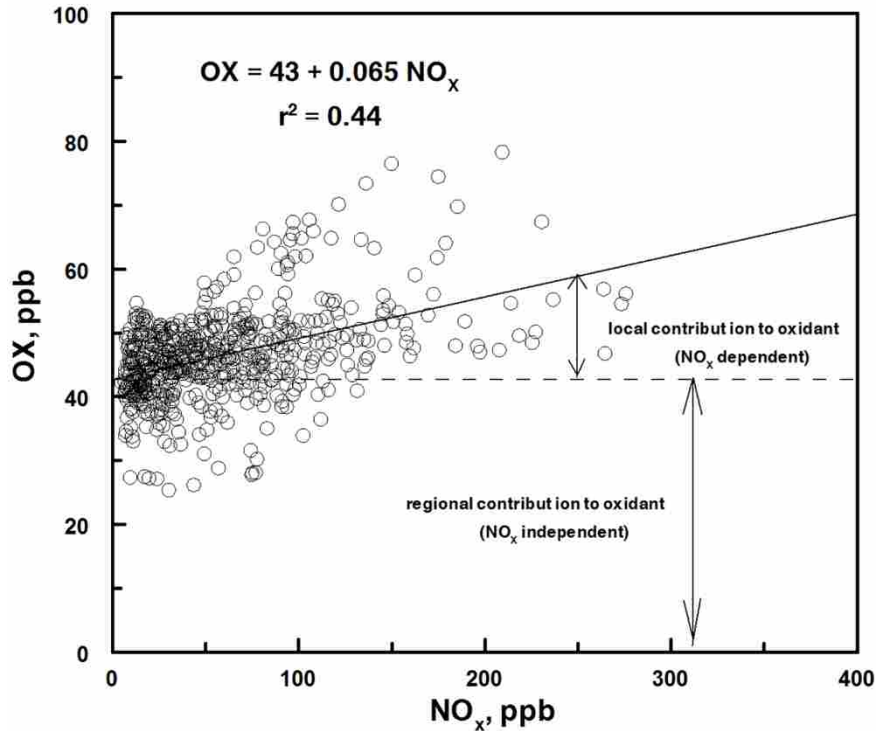 100
80
60
40
20
0
OX, ppb
OX = 43 + 0.065 NOₓ
r² = 0.44
local contribut ion to oxidant
(NOₓ dependent)
regional contribut ion to oxidant
(NOₓ independent)
0 100 200 300 400
NOₓ, ppb